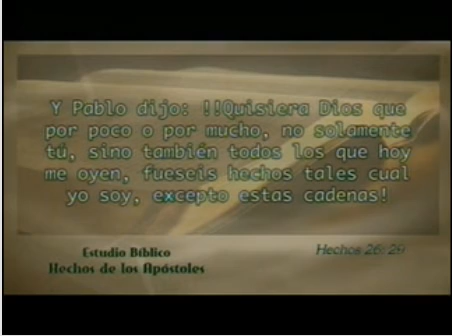 Y Pablo dijo: !!Quisiera Dios que
por poco o por mucho, no solamente
tú, sino también todos los que hoy
me oyen, fueseis hechos tales cual
yo soy, excepto estas cadenas!
Hechos 26: 29
Estudio Bíblico
Hechos de los Apóstoles